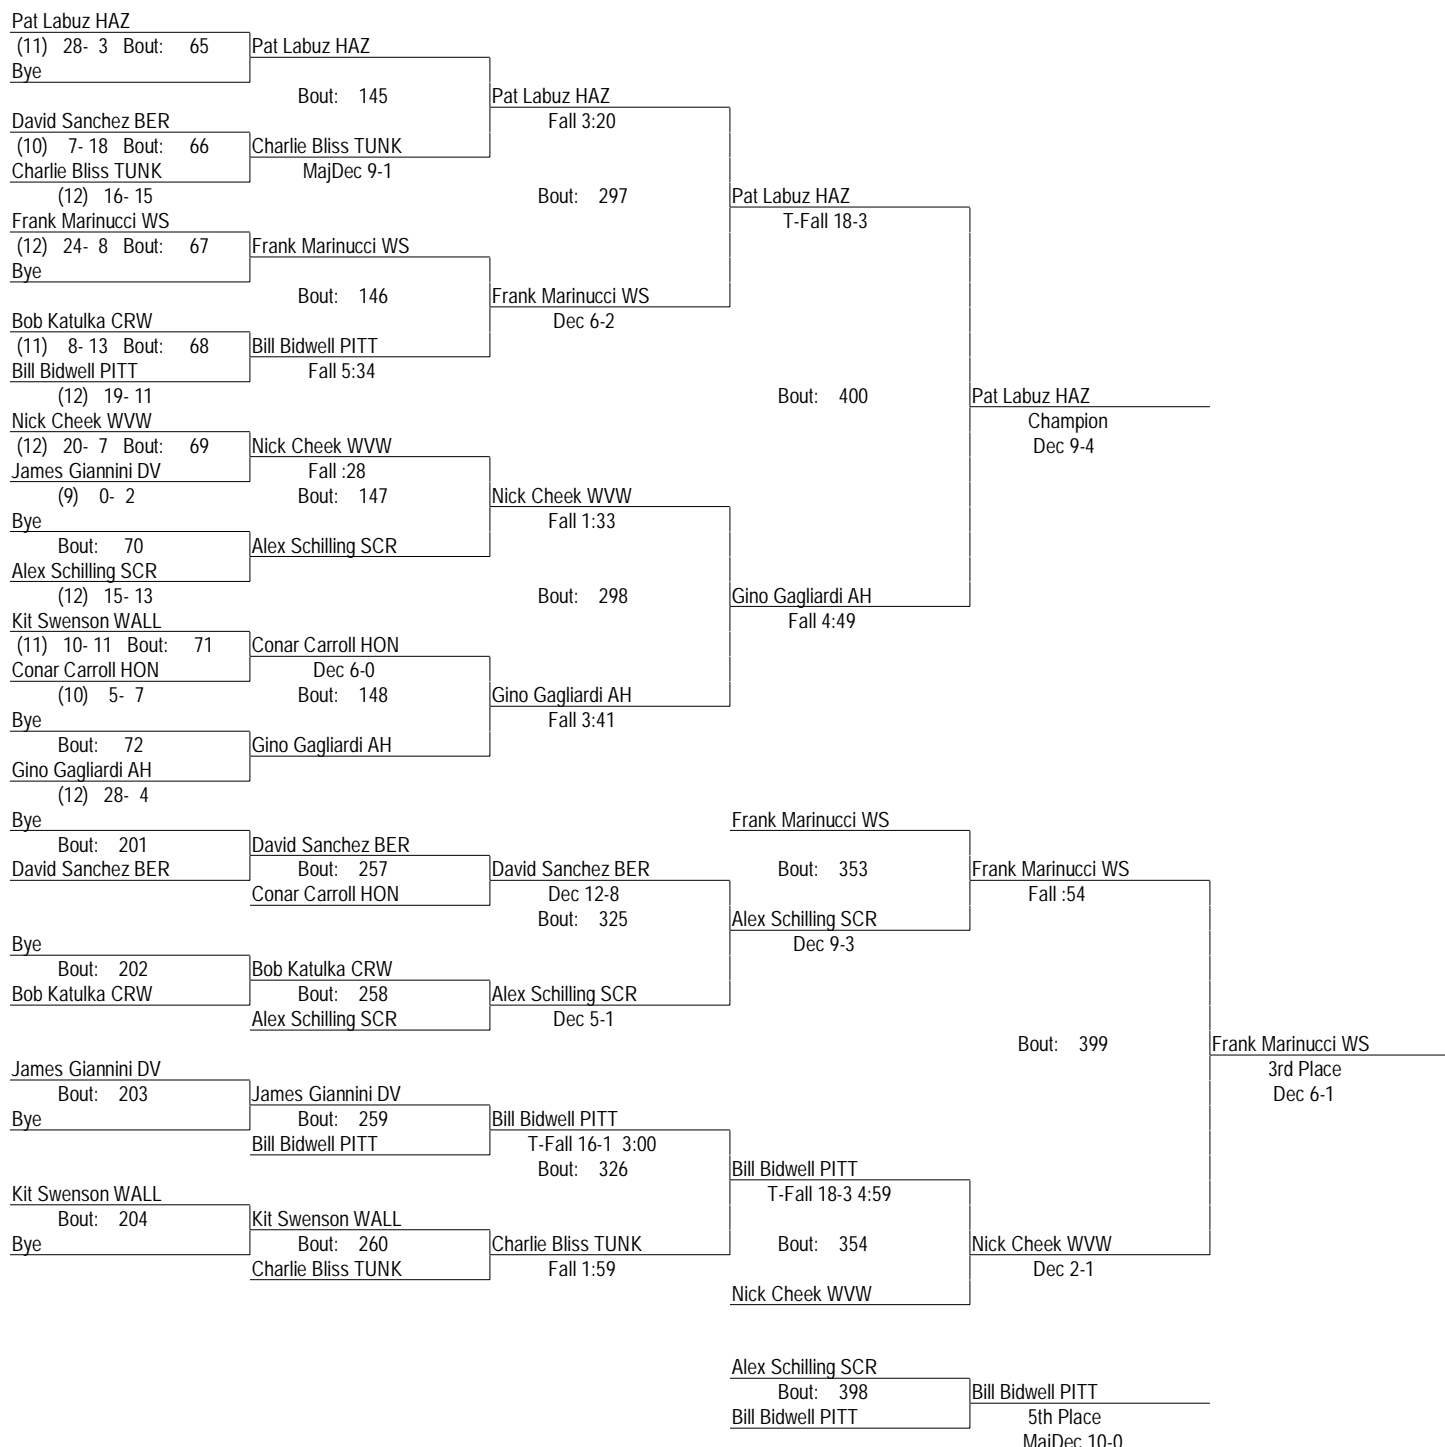 Pat Labuz HAZ
(11) 28- 3 Bout: 65 Pat Labuz HAZ
Bye
Bout: 145 Pat Labuz HAZ
David Sanchez BER Fall 3:20
(10) 7- 18 Bout: 66 Charlie Bliss TUNK
Charlie Bliss TUNK MajDec 9-1
(12) 16- 15 Bout: 297 Pat Labuz HAZ
Frank Marinucci WS T-Fall 18-3
(12) 24- 8 Bout: 67 Frank Marinucci WS
Bye
Bout: 146 Frank Marinucci WS
Bob Katulka CRW Dec 6-2
(11) 8- 13 Bout: 68 Bill Bidwell PITT
Bill Bidwell PITT Fall 5:34
(12) 19- 11 Bout: 400 Pat Labuz HAZ
Nick Cheek WVW Champion
(12) 20- 7 Bout: 69 Nick Cheek WVW Dec 9-4
James Giannini DV Fall :28
(9) 0- 2 Bout: 147 Nick Cheek WVW
Bye Fall 1:33
Bout: 70 Alex Schilling SCR
Alex Schilling SCR
(12) 15- 13 Bout: 298 Gino Gagliardi AH
Kit Swenson WALL Fall 4:49
(11) 10- 11 Bout: 71 Conar Carroll HON
Conar Carroll HON Dec 6-0
(10) 5- 7 Bout: 148 Gino Gagliardi AH
Bye Fall 3:41
Bout: 72 Gino Gagliardi AH
Gino Gagliardi AH
(12) 28- 4
Bye Frank Marinucci WS
Bout: 201 David Sanchez BER
David Sanchez BER Bout: 257 David Sanchez BER Bout: 353 Frank Marinucci WS
Conar Carroll HON Dec 12-8 Fall :54
Bout: 325 Alex Schilling SCR
Bye Dec 9-3
Bout: 202 Bob Katulka CRW
Bob Katulka CRW Bout: 258 Alex Schilling SCR
Alex Schilling SCR Dec 5-1
Bout: 399 Frank Marinucci WS
James Giannini DV 3rd Place
Bout: 203 James Giannini DV Dec 6-1
Bye Bout: 259 Bill Bidwell PITT
Bill Bidwell PITT T-Fall 16-1 3:00
Bout: 326 Bill Bidwell PITT
Kit Swenson WALL T-Fall 18-3 4:59
Bout: 204 Kit Swenson WALL
Bye Bout: 260 Charlie Bliss TUNK Bout: 354 Nick Cheek WVW
Charlie Bliss TUNK Fall 1:59 Dec 2-1
Nick Cheek WVW
Alex Schilling SCR
Bout: 398 Bill Bidwell PITT
Bill Bidwell PITT 5th Place
MajDec 10-0